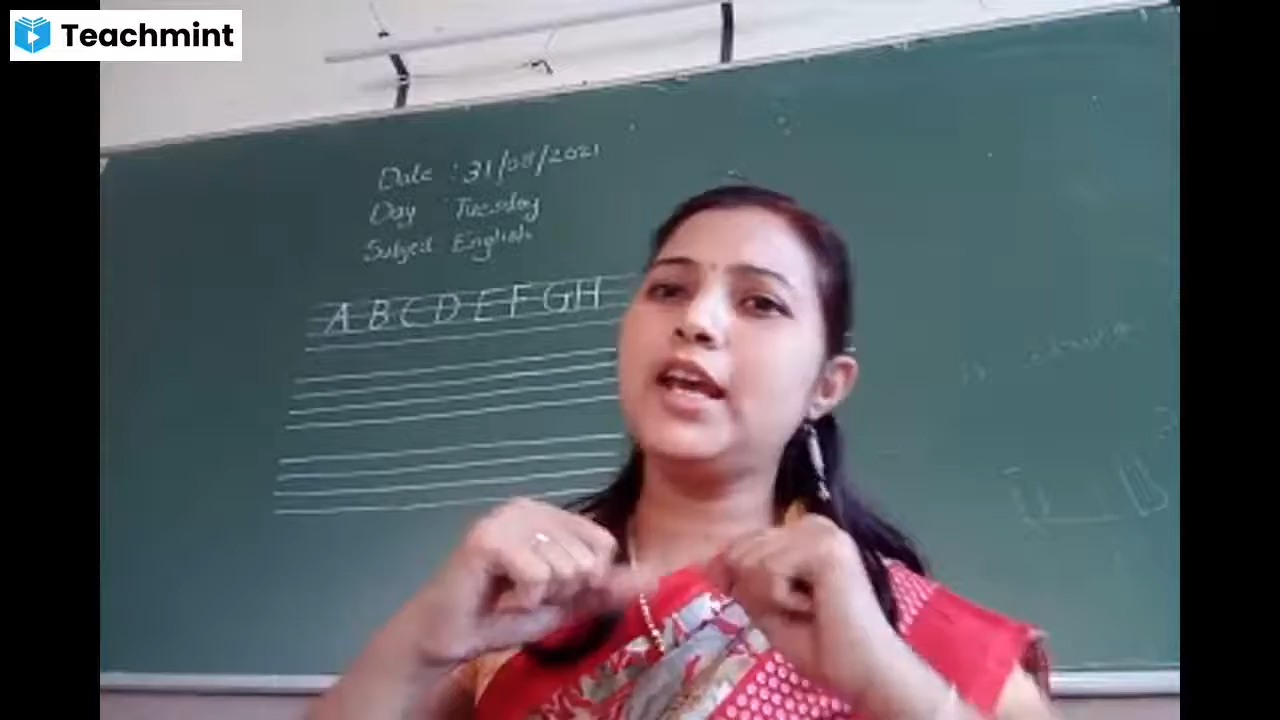 Teachmint
Date : 31/08/2021
Day Tuesday
Subject English
A B C D E F G H